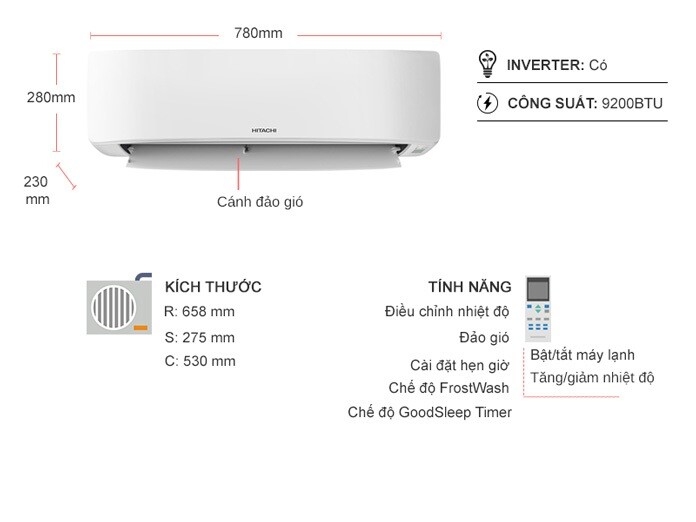 780mm
280mm
230
mm
HITACHI
Cánh đảo gió
INVERTER: Có
CÔNG SUẤT: 9200BTU
KÍCH THƯỚC
R: 658 mm
S: 275 mm
C: 530 mm
TÍNH NĂNG
Điều chỉnh nhiệt độ
Đảo gió
Cài đặt hẹn giờ
Chế độ FrostWash
Chế độ GoodSleep Timer
Bật/tắt máy lạnh
Tăng/giảm nhiệt độ